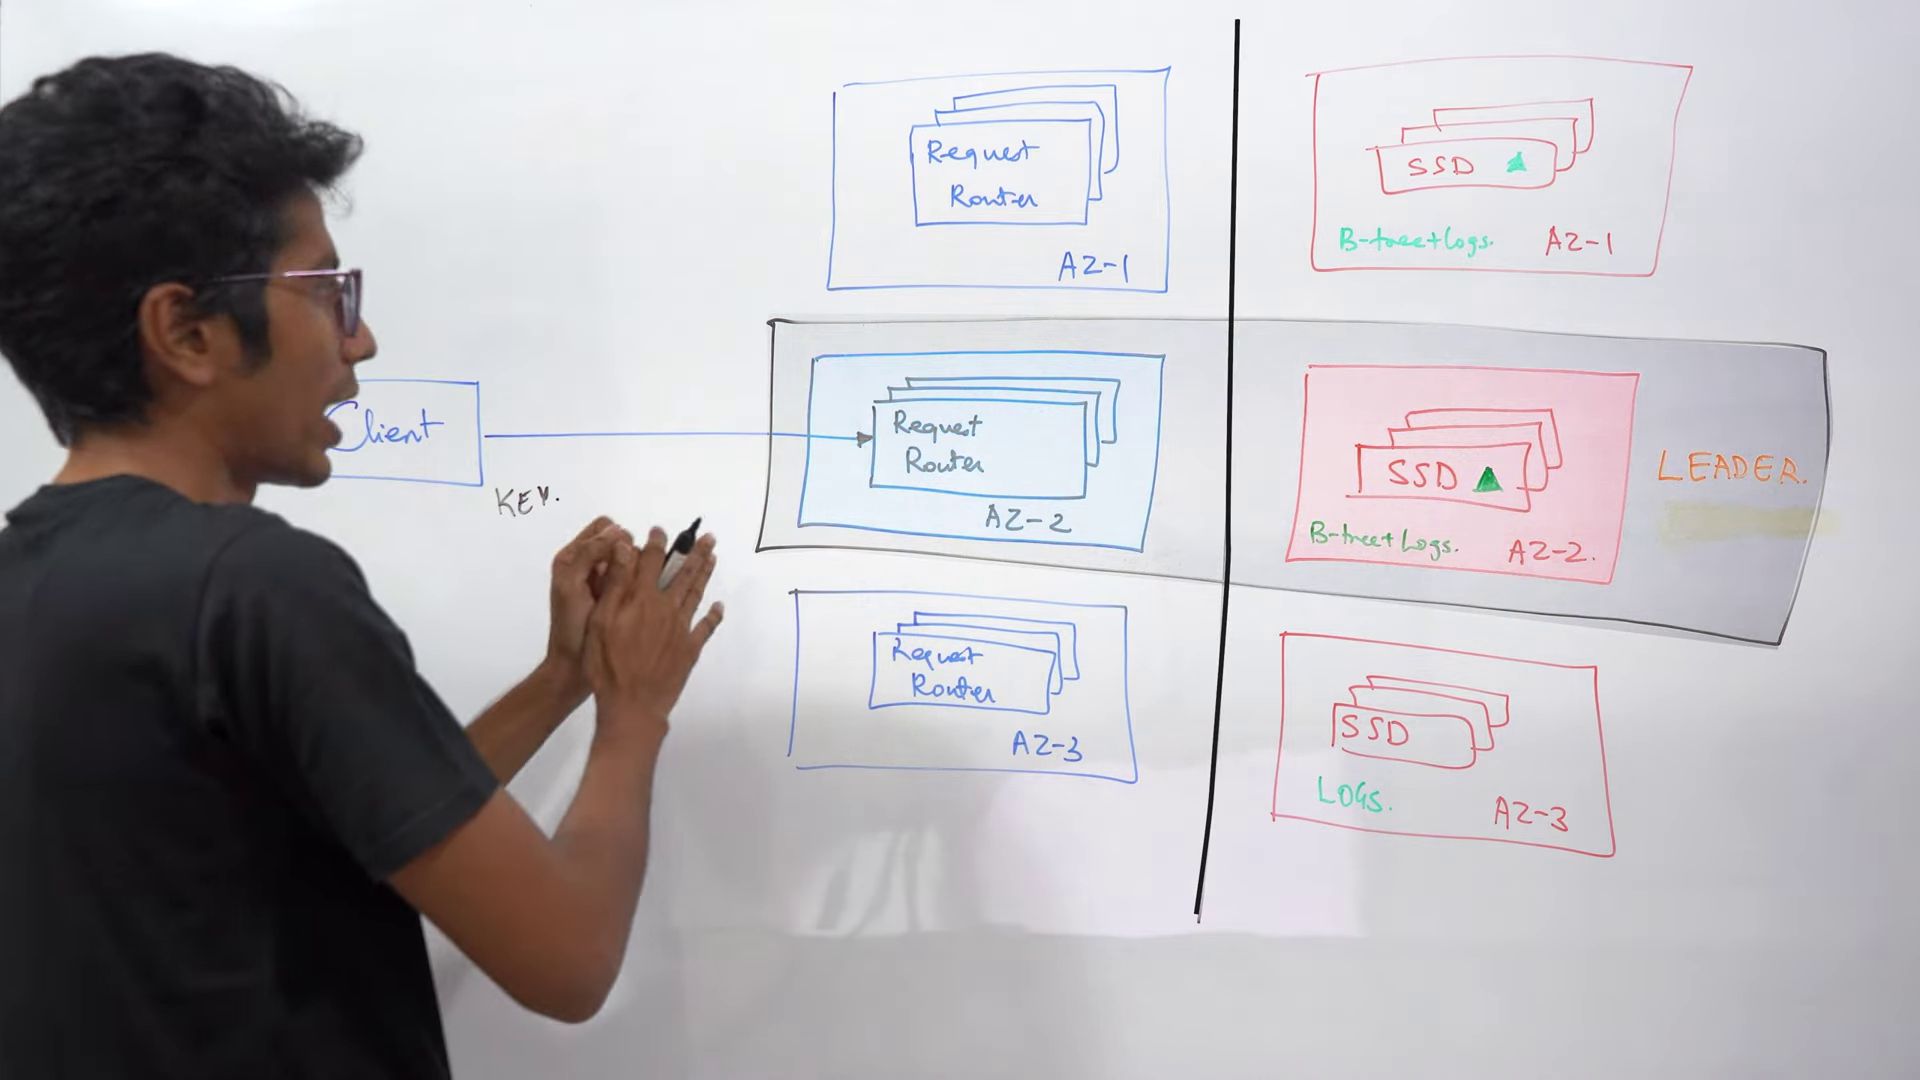 Client
KEY.
Request
Router
AZ-1
Request
Router
AZ-2
Request
Router
AZ-3
SSD
B-tree+logs.
AZ-1
SSD
B-tree+Logs.
AZ-2.
LEADER.
SSD
LOGS.
AZ-3